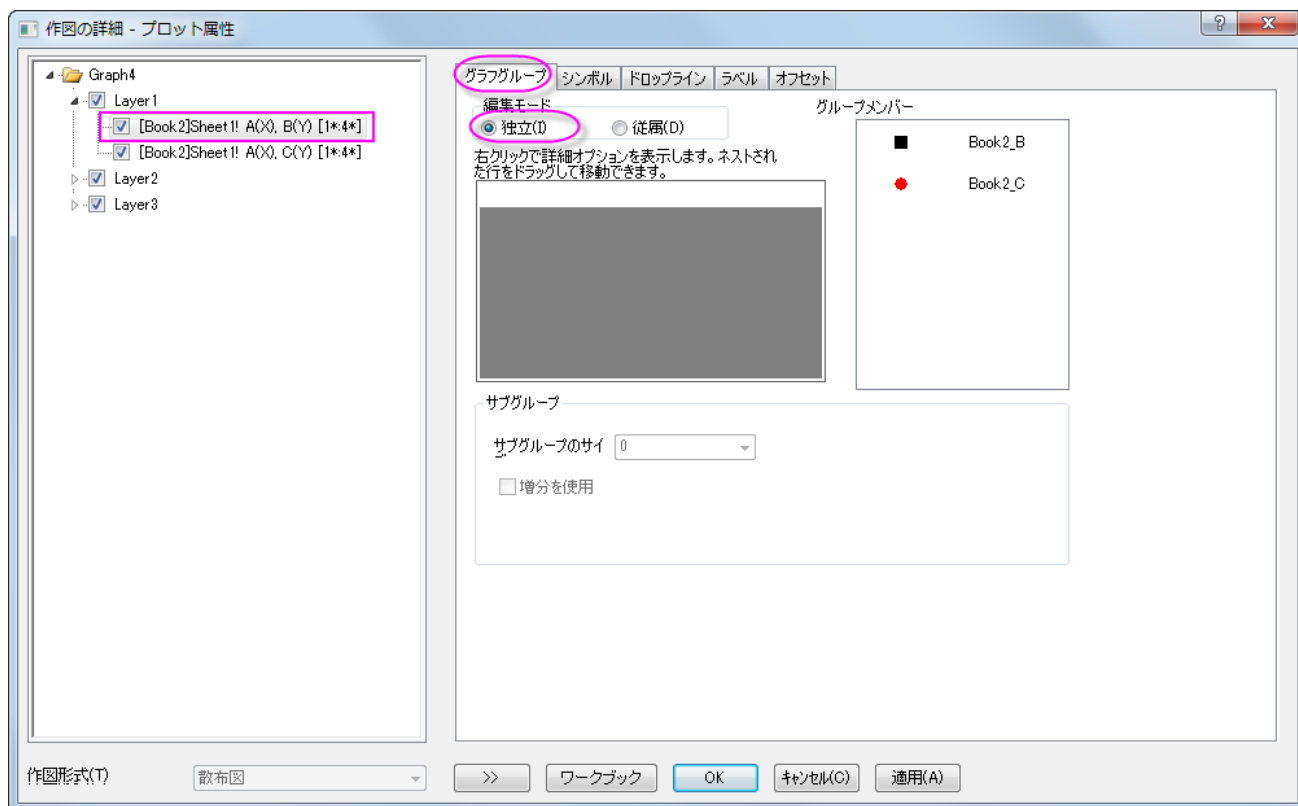 作図の詳細 - プロット属性
?
X
Graph4
Layer1
[Book2]Sheet1! A(X), B(Y) [1*:4*]
[Book2]Sheet1! A(X), C(Y) [1*:4*]
Layer2
Layer3
グラフグループ シンボル ドロップライン ラベル オフセット
編集モード
独立(I) 従属(D)
右クリックで詳細オプションを表示します。ネストされ
た行をドラッグして移動できます。
グループメンバー
Book2_B
Book2_C
サブグループ
サブグループのサイ 0
増分を使用
作図形式(T) 散布図
>> ワークブック OK キャンセル(C) 適用(A)